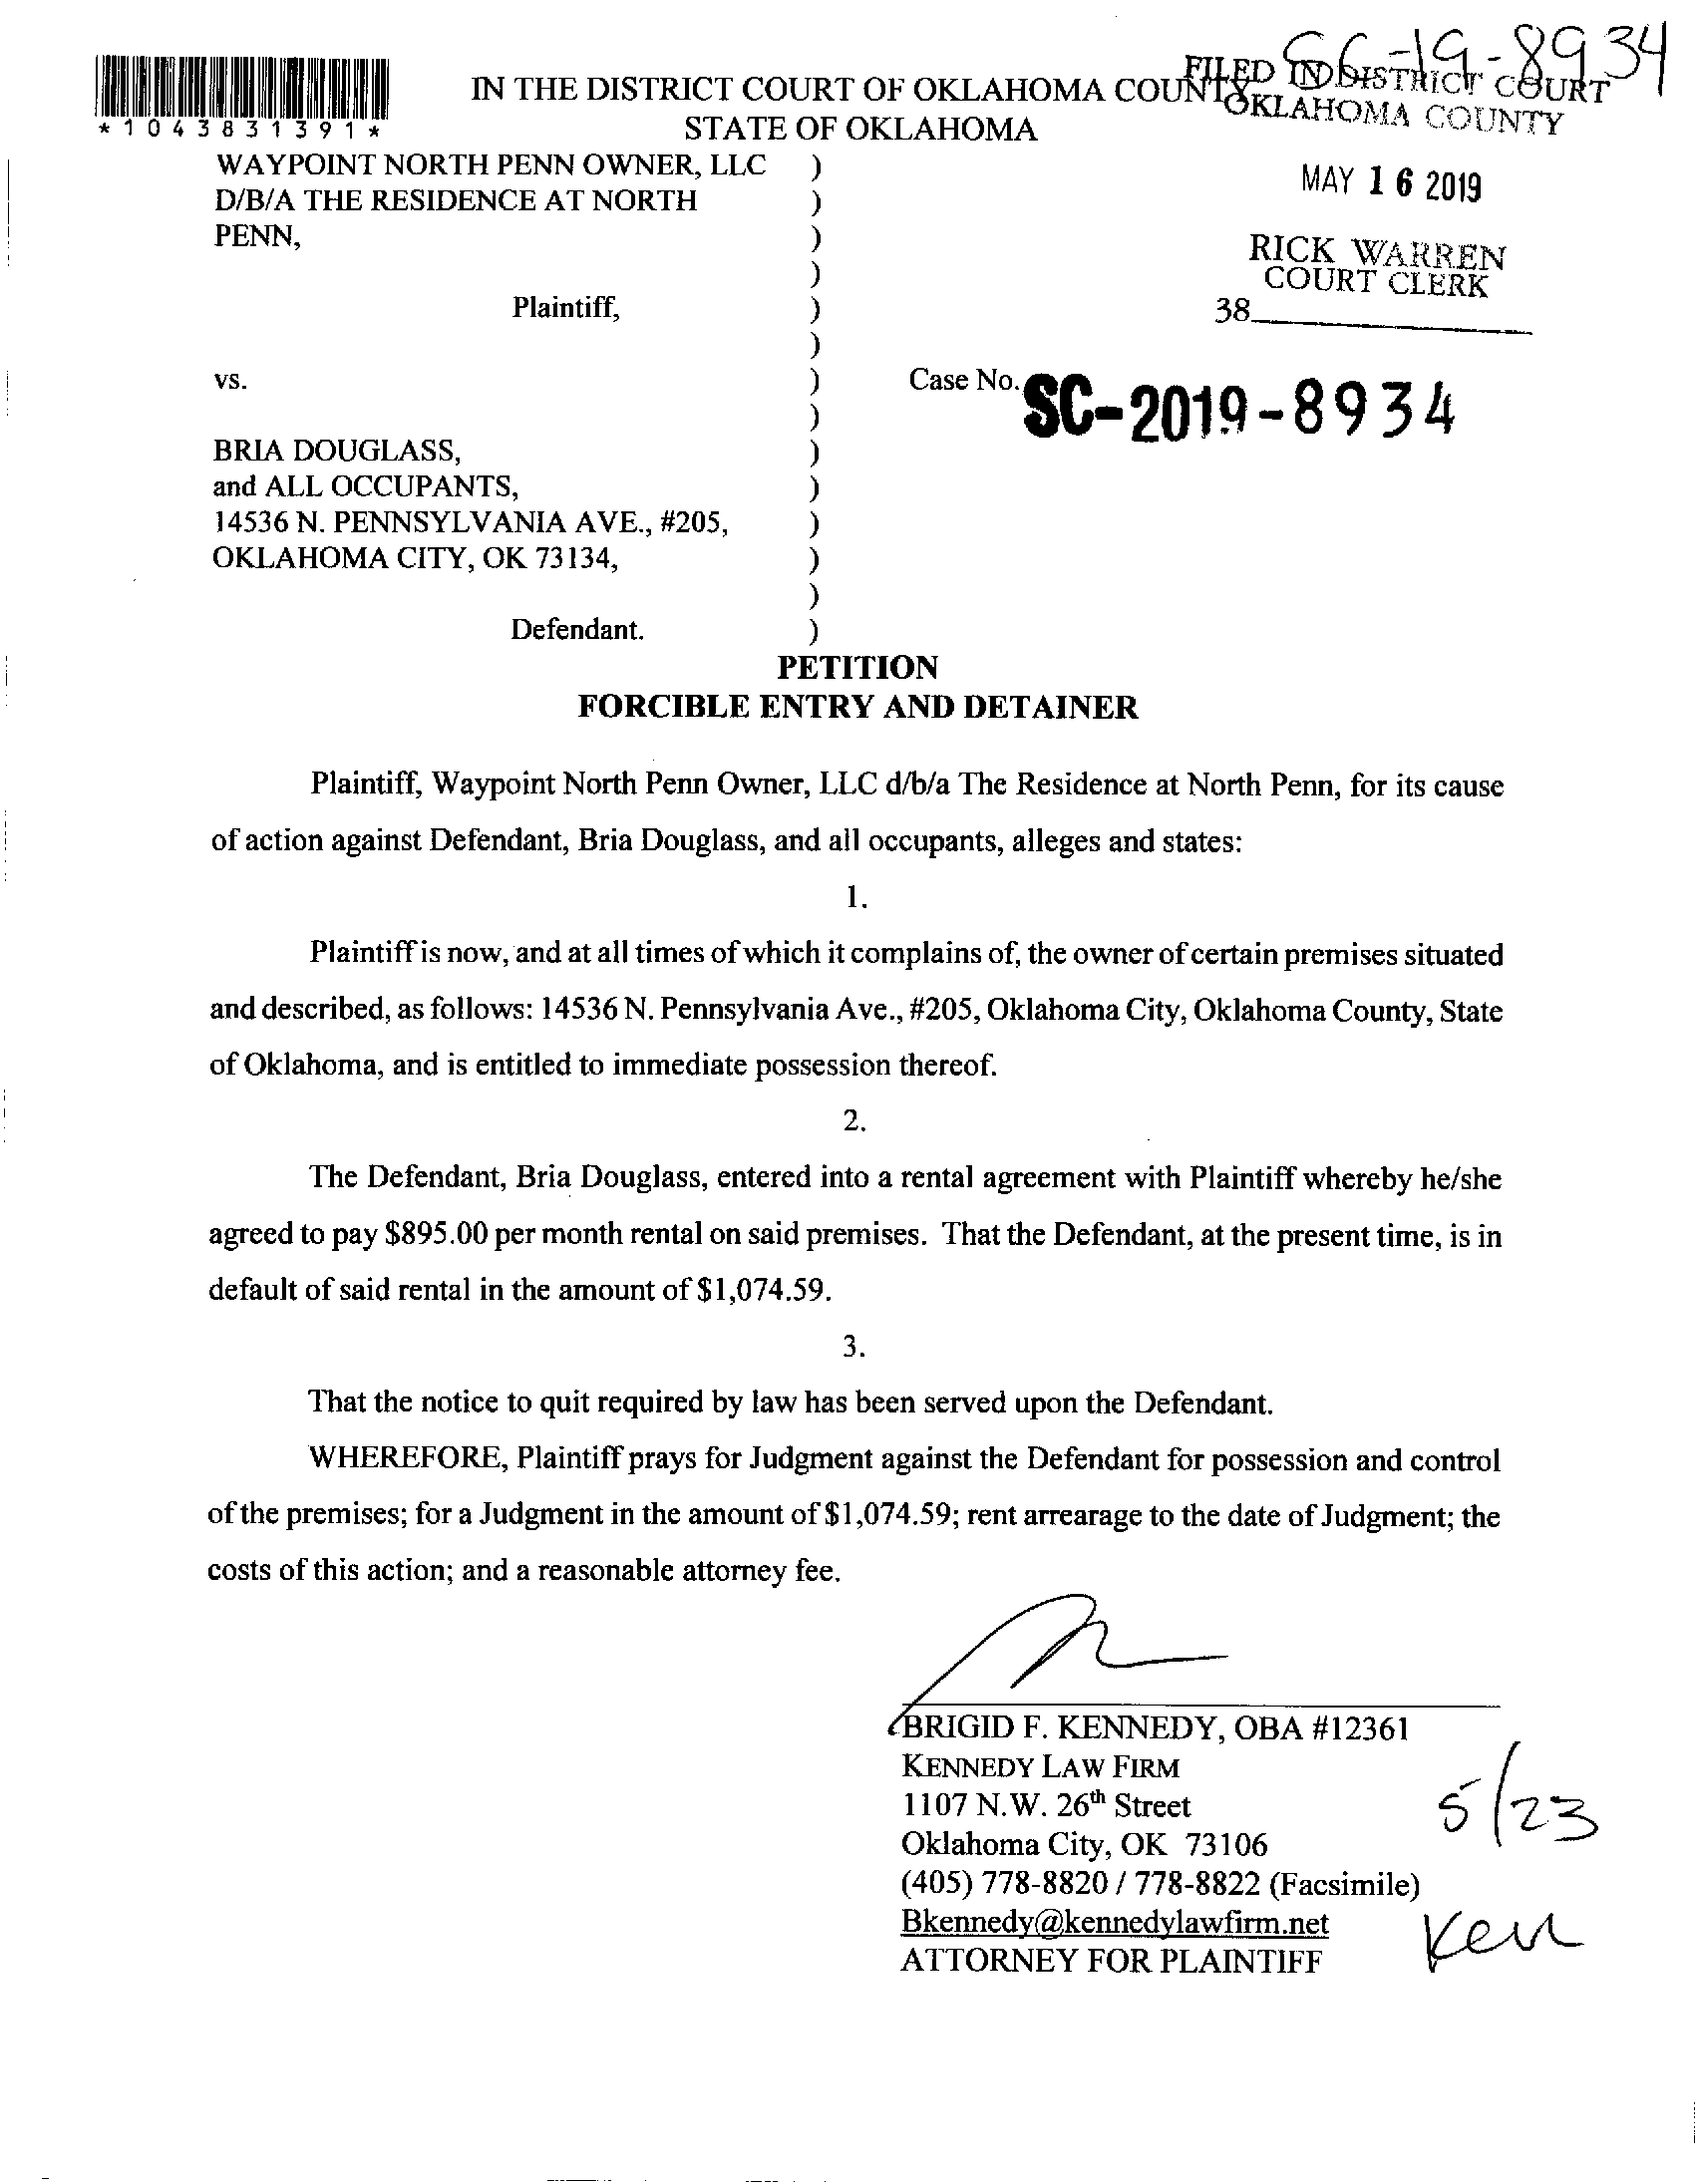 SC-19-8934
IN THE DISTRICT COURT OF OKLAHOMA COUNTY
FILED IN DISTRICT COURT
OKLAHOMA COUNTY
*1043831391*
STATE OF OKLAHOMA
WAYPOINT NORTH PENN OWNER, LLC )
D/B/A THE RESIDENCE AT NORTH )
PENN, )
)
Plaintiff, )
)
vs. )
)
BRIA DOUGLASS, )
and ALL OCCUPANTS, )
14536 N. PENNSYLVANIA AVE., #205, )
OKLAHOMA CITY, OK 73134, )
)
Defendant. )
MAY 16 2019
RICK WARREN
COURT CLERK
38
Case No. SC-2019-8934
PETITION
FORCIBLE ENTRY AND DETAINER
Plaintiff, Waypoint North Penn Owner, LLC d/b/a The Residence at North Penn, for its cause
of action against Defendant, Bria Douglass, and all occupants, alleges and states:
1.
Plaintiff is now, and at all times of which it complains of, the owner of certain premises situated
and described, as follows: 14536 N. Pennsylvania Ave., #205, Oklahoma City, Oklahoma County, State
of Oklahoma, and is entitled to immediate possession thereof.
2.
The Defendant, Bria Douglass, entered into a rental agreement with Plaintiff whereby he/she
agreed to pay $895.00 per month rental on said premises. That the Defendant, at the present time, is in
default of said rental in the amount of $1,074.59.
3.
That the notice to quit required by law has been served upon the Defendant.
WHEREFORE, Plaintiff prays for Judgment against the Defendant for possession and control
of the premises; for a Judgment in the amount of $1,074.59; rent arrearage to the date of Judgment; the
costs of this action; and a reasonable attorney fee.
BRIGID F. KENNEDY, OBA #12361
KENNEDY LAW FIRM
1107 N.W. 26th Street
Oklahoma City, OK 73106
(405) 778-8820 / 778-8822 (Facsimile)
Bkennedy@kennedylawfirm.net
ATTORNEY FOR PLAINTIFF
5/23
Ken